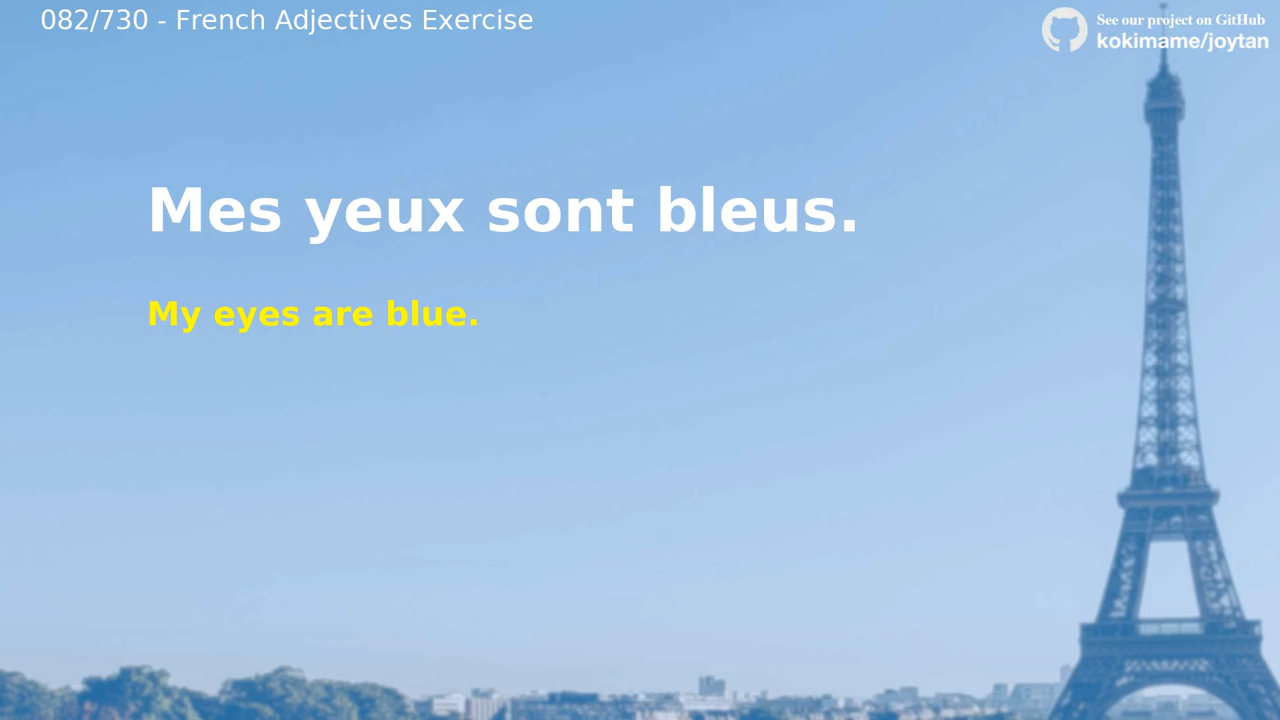 082/730 - French Adjectives Exercise
See our project on GitHub
kokimame/joytan
Mes yeux sont bleus.
My eyes are blue.